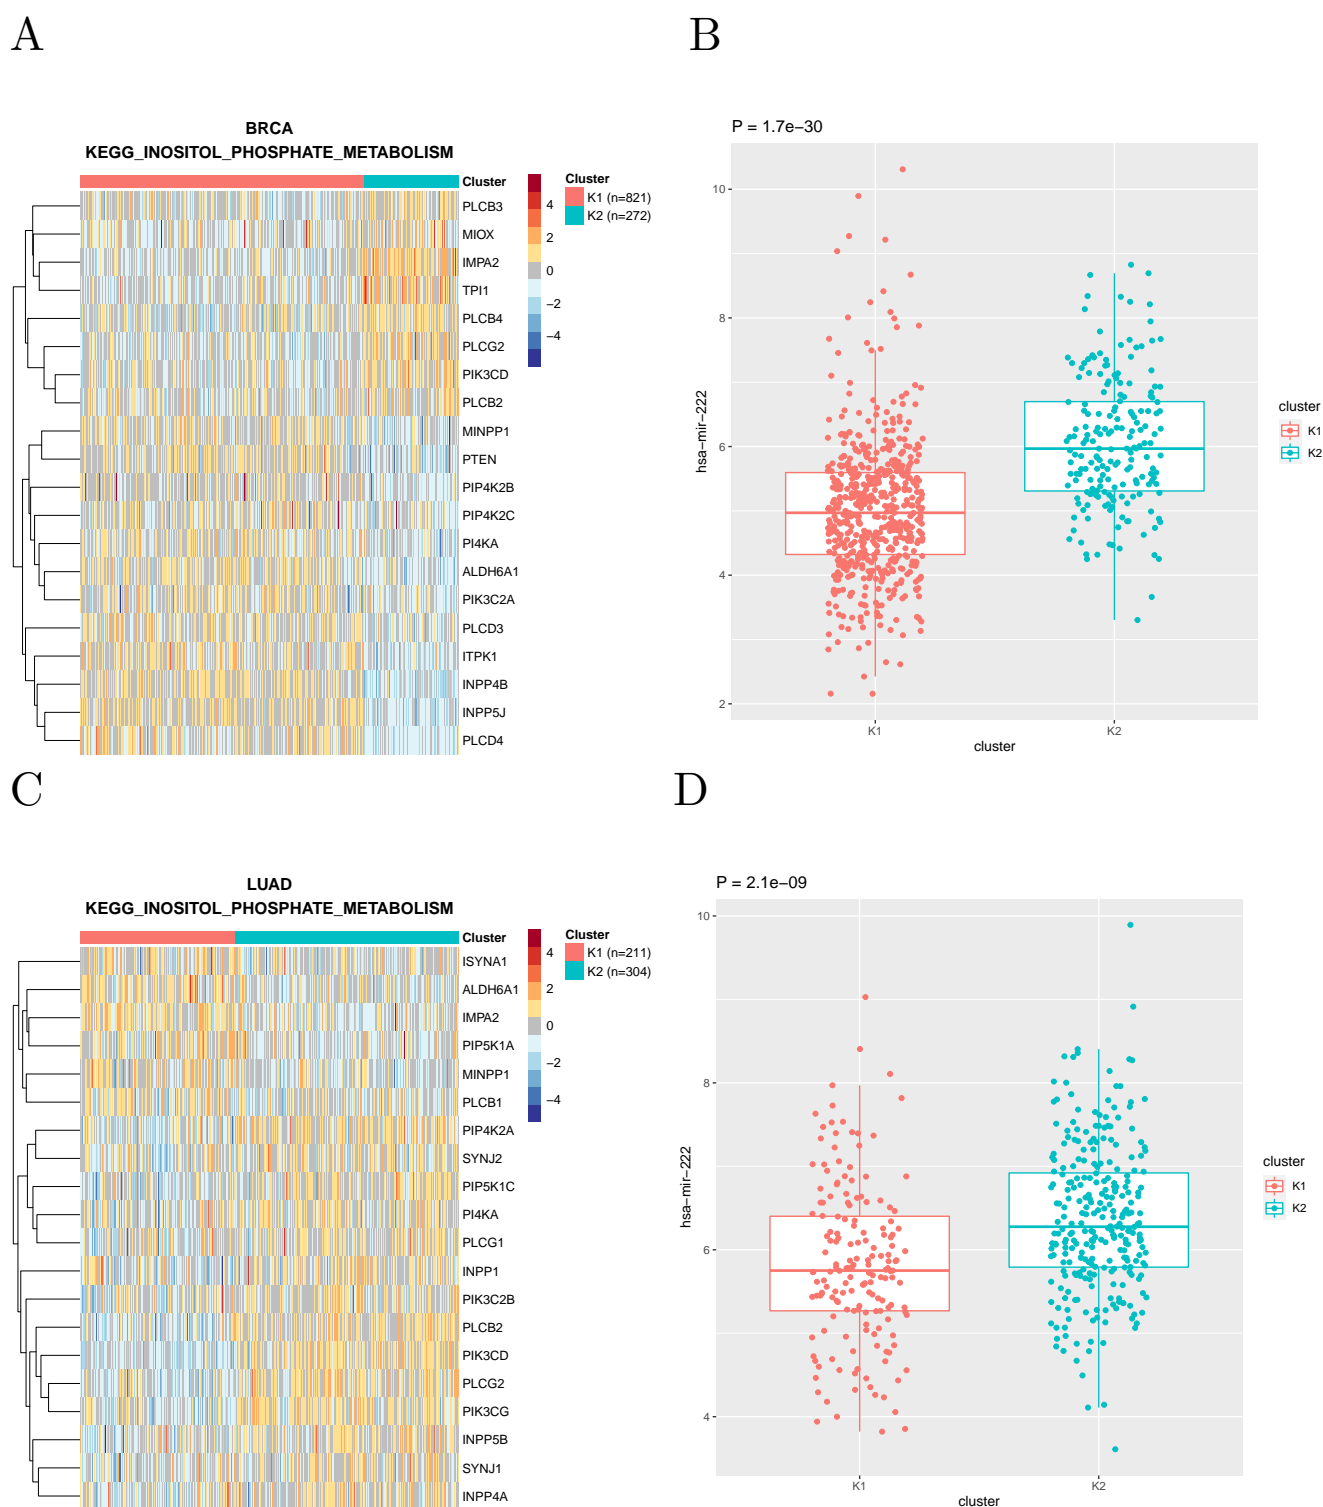 A
BRCA
KEGG_INOSITOL_PHOSPHATE_METABOLISM
Cluster
PLCB3
MIOX
IMPA2
TPI1
PLCB4
PLCG2
PIK3CD
PLCB2
MINPP1
PTEN
PIP4K2B
PIP4K2C
PI4KA
ALDH6A1
PIK3C2A
PLCD3
ITPK1
INPP4B
INPP5J
PLCD4
4
2
0
−2
−4
Cluster
K1 (n=821)
K2 (n=272)
B
P = 1.7e−30
10
8
6
4
2
hsa−mir−222
K1
K2
cluster
cluster
K1
K2
C
LUAD
KEGG_INOSITOL_PHOSPHATE_METABOLISM
Cluster
ISYNA1
ALDH6A1
IMPA2
PIP5K1A
MINPP1
PLCB1
PIP4K2A
SYNJ2
PIP5K1C
PI4KA
PLCG1
INPP1
PIK3C2B
PLCB2
PIK3CD
PLCG2
PIK3CG
INPP5B
SYNJ1
INPP4A
4
2
0
−2
−4
Cluster
K1 (n=211)
K2 (n=304)
D
P = 2.1e−09
10
8
6
4
hsa−mir−222
K1
K2
cluster
cluster
K1
K2